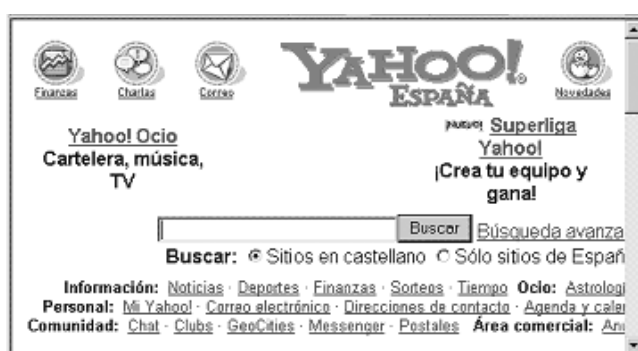 YAHOO!
ESPAÑA
Finanzas Charlas Correo Novedades
Yahoo! Ocio
Cartelera, música,
TV
¡Nuevo! Superliga
Yahoo!
¡Crea tu equipo y
gana!
Buscar Búsqueda avanza
Buscar: Sitios en castellano Sólo sitios de Españ
Información: Noticias · Deportes · Finanzas · Sorteos · Tiempo Ocio: Astrologí
Personal: Mi Yahoo! · Correo electrónico · Direcciones de contacto · Agenda y caler
Comunidad: Chat · Clubs · GeoCities · Messenger · Postales Área comercial: An